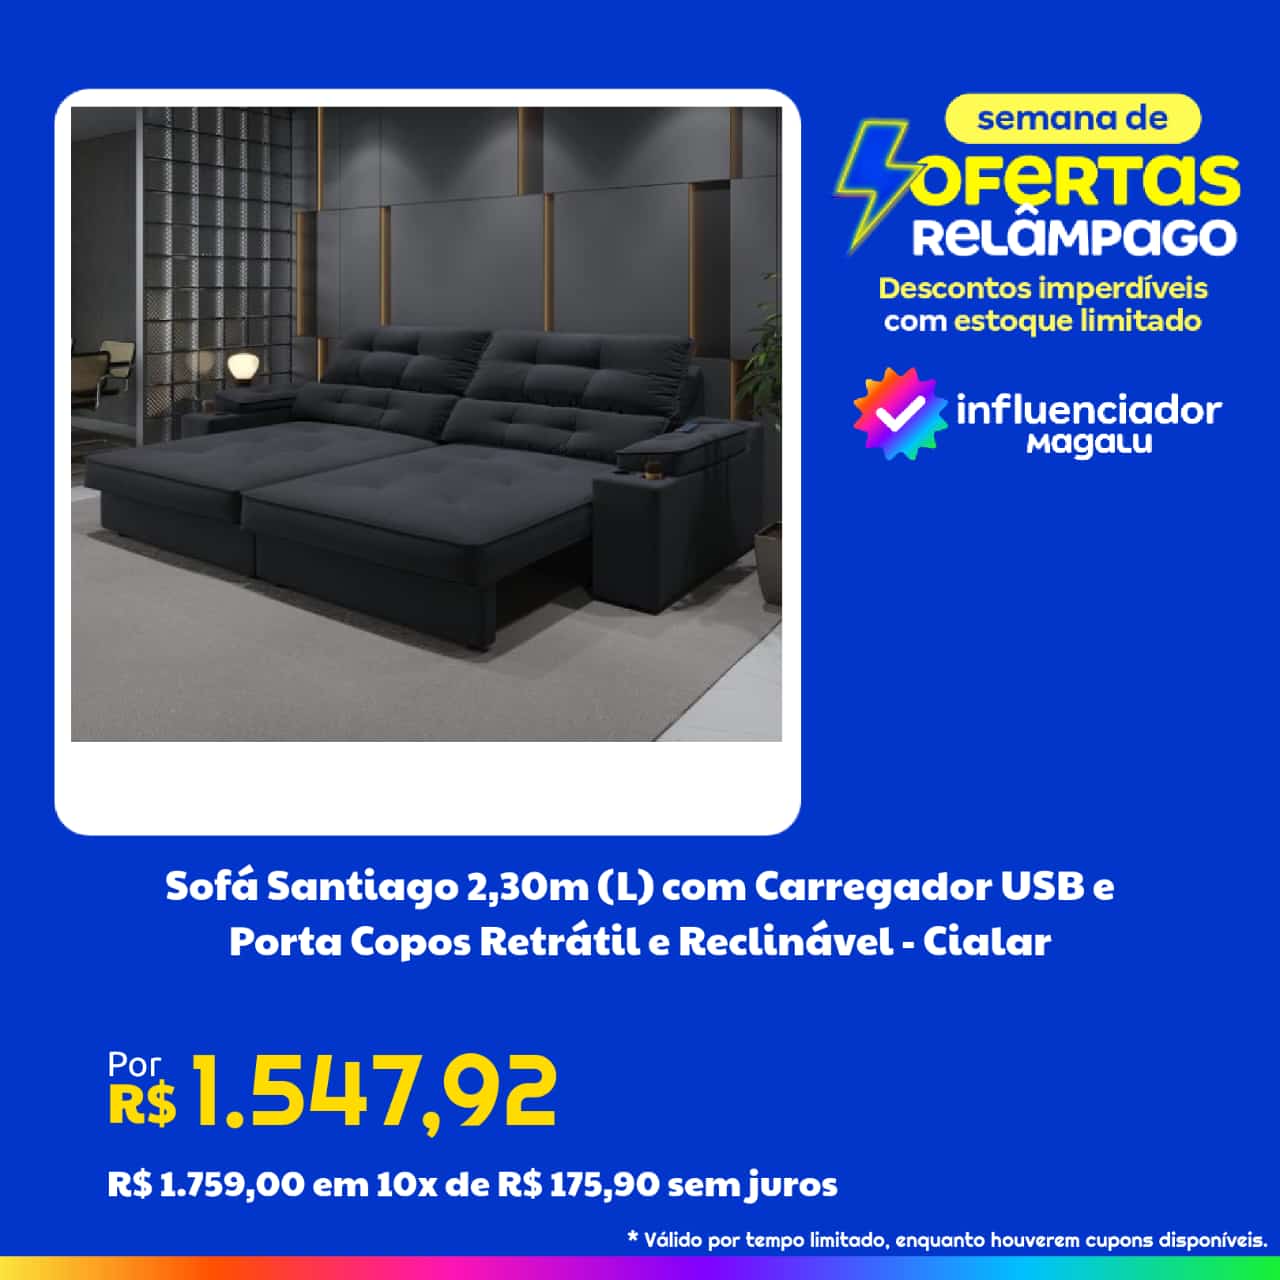 semana de
OFERTAS
RELÂMPAGO
Descontos imperdíveis
com estoque limitado
influenciador
MAGALU
Sofá Santiago 2,30m (L) com Carregador USB e
Porta Copos Retrátil e Reclinável - Cialar
Por
R$ 1.547,92
R$ 1.759,00 em 10x de R$ 175,90 sem juros
* Válido por tempo limitado, enquanto houverem cupons disponíveis.